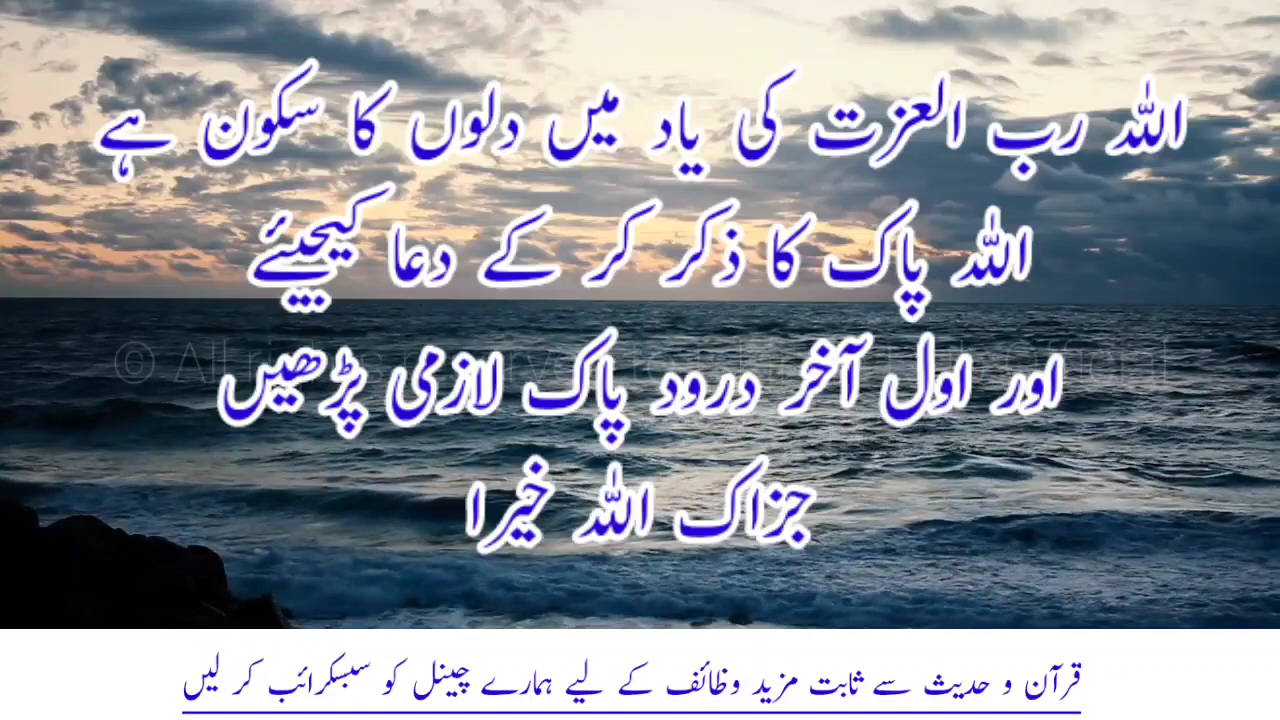 اللہ رب العزت کی یاد میں دلوں کا سکون ہے
اللہ پاک کا ذکر کر کے دعا کیجیئے
اور اول آخر درود پاک لازمی پڑھیں
جزاک اللہ خیرا
قرآن و حدیث سے ثابت مزید وظائف کے لیے ہمارے چینل کو سبسکرائب کر لیں